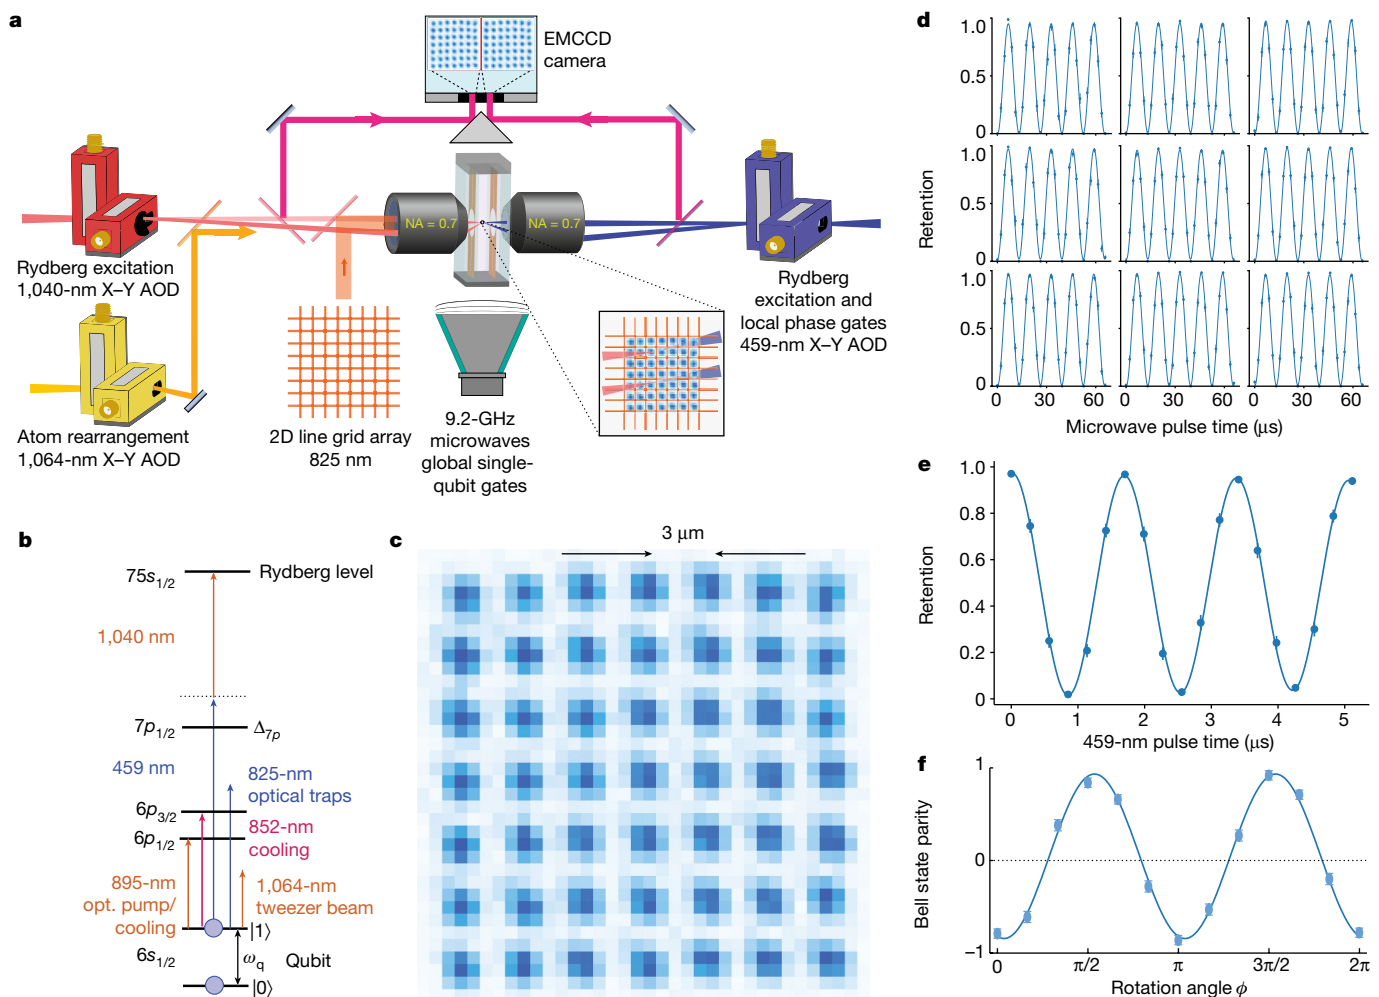 a
EMCCD
camera
NA = 0.7
NA = 0.7
Rydberg excitation
1,040-nm X–Y AOD
Atom rearrangement
1,064-nm X–Y AOD
2D line grid array
825 nm
9.2-GHz
microwaves
global single-
qubit gates
Rydberg
excitation and
local phase gates
459-nm X–Y AOD
b
75s1/2
Rydberg level
1,040 nm
7p1/2
Δ7p
459 nm
825-nm
optical traps
6p3/2
852-nm
cooling
6p1/2
895-nm
opt. pump/
cooling
1,064-nm
tweezer beam
|1⟩
6s1/2
ωq
Qubit
|0⟩
c
3 μm
d
1.0
0.5
0
1.0
0.5
0
1.0
0.5
0
Retention
0 30 60 0 30 60 0 30 60
Microwave pulse time (μs)
e
1.0
0.8
0.6
0.4
0.2
0
Retention
0 1 2 3 4 5
459-nm pulse time (μs)
f
1
0
−1
Bell state parity
0 π/2 π 3π/2 2π
Rotation angle ϕ